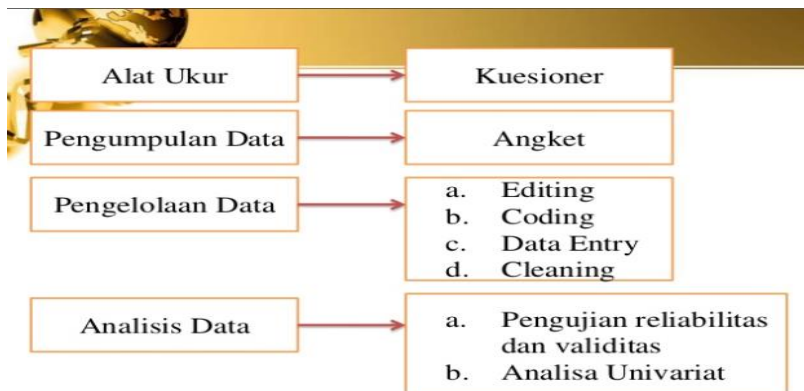 Alat Ukur
Kuesioner
Pengumpulan Data
Angket
Pengelolaan Data
a. Editing
b. Coding
c. Data Entry
d. Cleaning
Analisis Data
a. Pengujian reliabilitas
dan validitas
b. Analisa Univariat